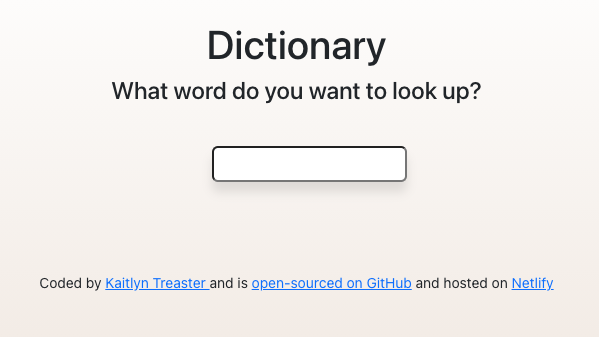 Dictionary
What word do you want to look up?
Coded by Kaitlyn Treaster and is open-sourced on GitHub and hosted on Netlify